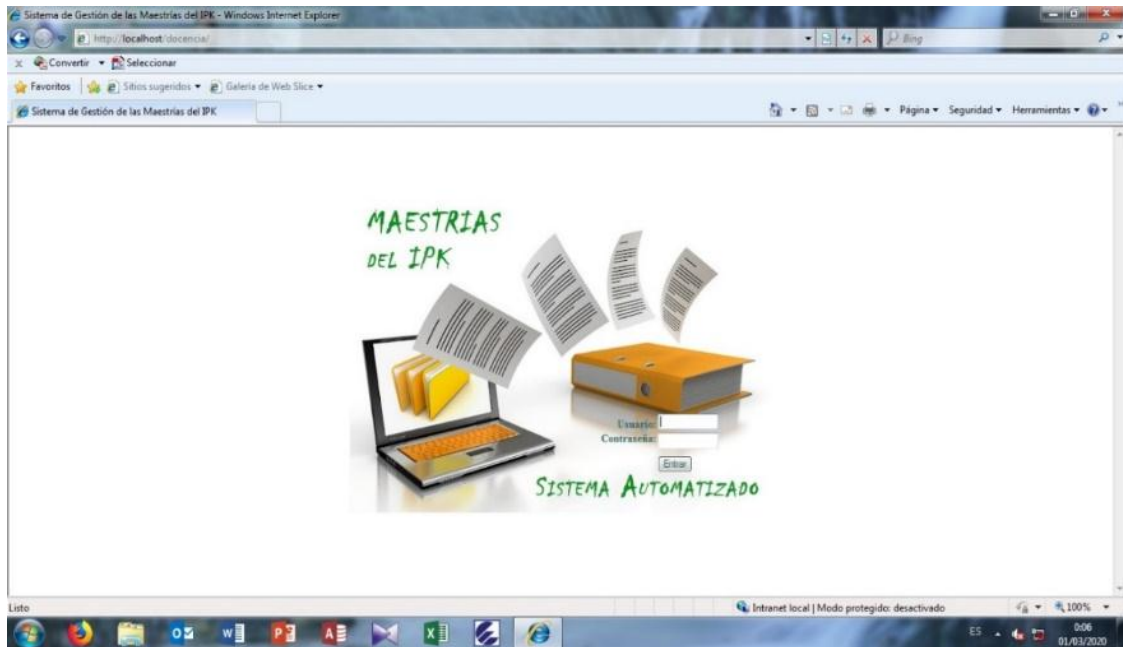 Sistema de Gestión de las Maestrías del IPK - Windows Internet Explorer
http://localhost/docencia/
Bing
x Convertir Seleccionar
Favoritos Sitios sugeridos Galería de Web Slice
Sistema de Gestión de las Maestrías del IPK
Página Seguridad Herramientas
MAESTRIAS
DEL IPK
Usuario:
Contraseña:
Entrar
SISTEMA AUTOMATIZADO
Listo
Intranet local | Modo protegido: desactivado
100%
ES
0:06
01/03/2020